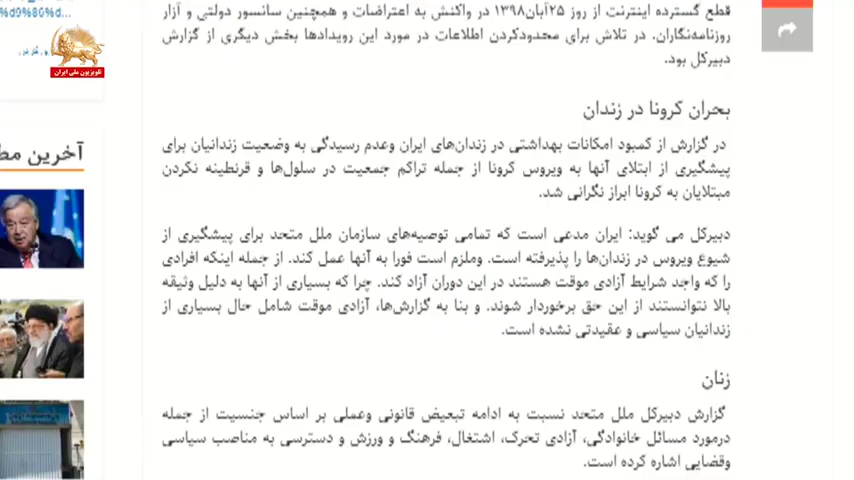 قطع گسترده اینترنت از روز ۲۵آبان۱۳۹۸ در واکنش به اعتراضات و همچنین سانسور دولتی و آزار
روزنامه‌نگاران. در تلاش برای محدودکردن اطلاعات در مورد این رویدادها بخش دیگری از گزارش
دبیرکل بود.
بحران کرونا در زندان
در گزارش از کمبود امکانات بهداشتی در زندان‌های ایران وعدم رسیدگی به وضعیت زندانیان برای
پیشگیری از ابتلای آنها به ویروس کرونا از جمله تراکم جمعیت در سلول‌ها و قرنطینه نکردن
مبتلایان به کرونا ابراز نگرانی شد.
دبیرکل می گوید: ایران مدعی است که تمامی توصیه‌های سازمان ملل متحد برای پیشگیری از
شیوع ویروس در زندان‌ها را پذیرفته است. وملزم است فورا به آنها عمل کند. از جمله اینکه افرادی
را که واجد شرایط آزادی موقت هستند در این دوران آزاد کند. چرا که بسیاری از آنها به دلیل وثیقه
بالا نتوانستند از این حق برخوردار شوند. و بنا به گزارش‌ها، آزادی موقت شامل حال بسیاری از
زندانیان سیاسی و عقیدتی نشده است.
زنان
گزارش دبیرکل ملل متحد نسبت به ادامه تبعیض قانونی وعملی بر اساس جنسیت از جمله
درمورد مسائل خانوادگی، آزادی تحرک، اشتغال، فرهنگ و ورزش و دسترسی به مناصب سیاسی
وقضایی اشاره کرده است.
%d9%86%d...
تلویزیون ملی ایران
آخرین مط